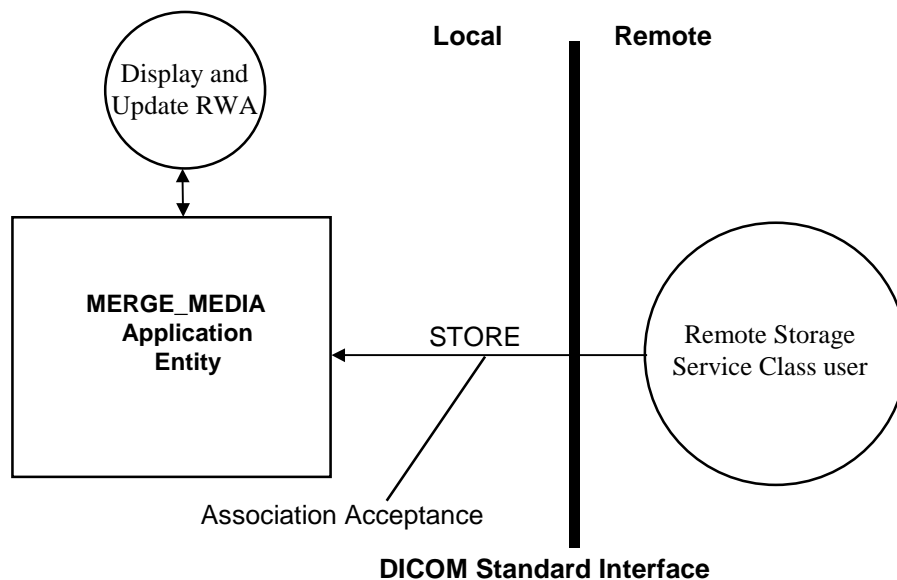 Local
Remote
Display and
Update RWA
MERGE_MEDIA
Application
Entity
STORE
Remote Storage
Service Class user
Association Acceptance
DICOM Standard Interface